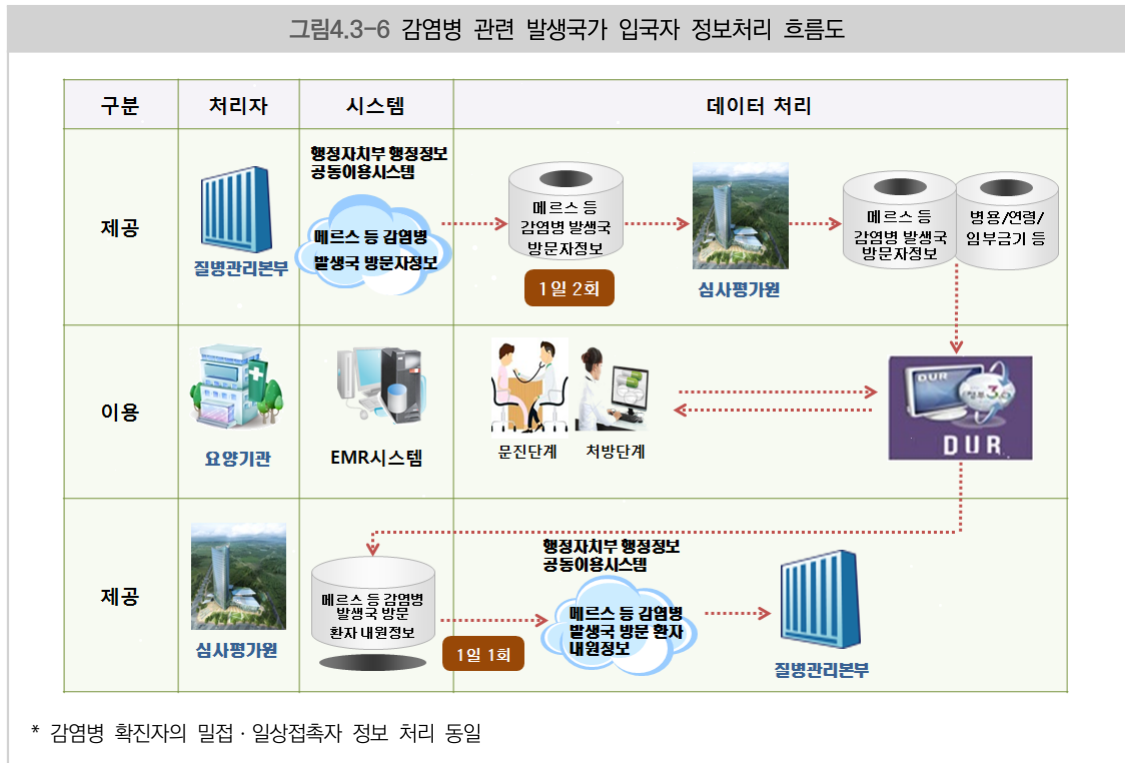 그림4.3-6 감염병 관련 발생국가 입국자 정보처리 흐름도
구분
처리자
시스템
데이터 처리
제공
질병관리본부
행정자치부 행정정보
공동이용시스템
메르스 등 감염병
발생국 방문자정보
메르스 등
감염병 발생국
방문자정보
1일 2회
심사평가원
메르스 등
감염병 발생국
방문자정보
병용/연령/
임부금기 등
이용
요양기관
EMR시스템
문진단계
처방단계
DUR
DUR
제공
심사평가원
메르스 등 감염병
발생국 방문
환자 내원정보
1일 1회
행정자치부 행정정보
공동이용시스템
메르스 등 감염병
발생국 방문 환자
내원정보
질병관리본부
* 감염병 확진자의 밀접·일상접촉자 정보 처리 동일